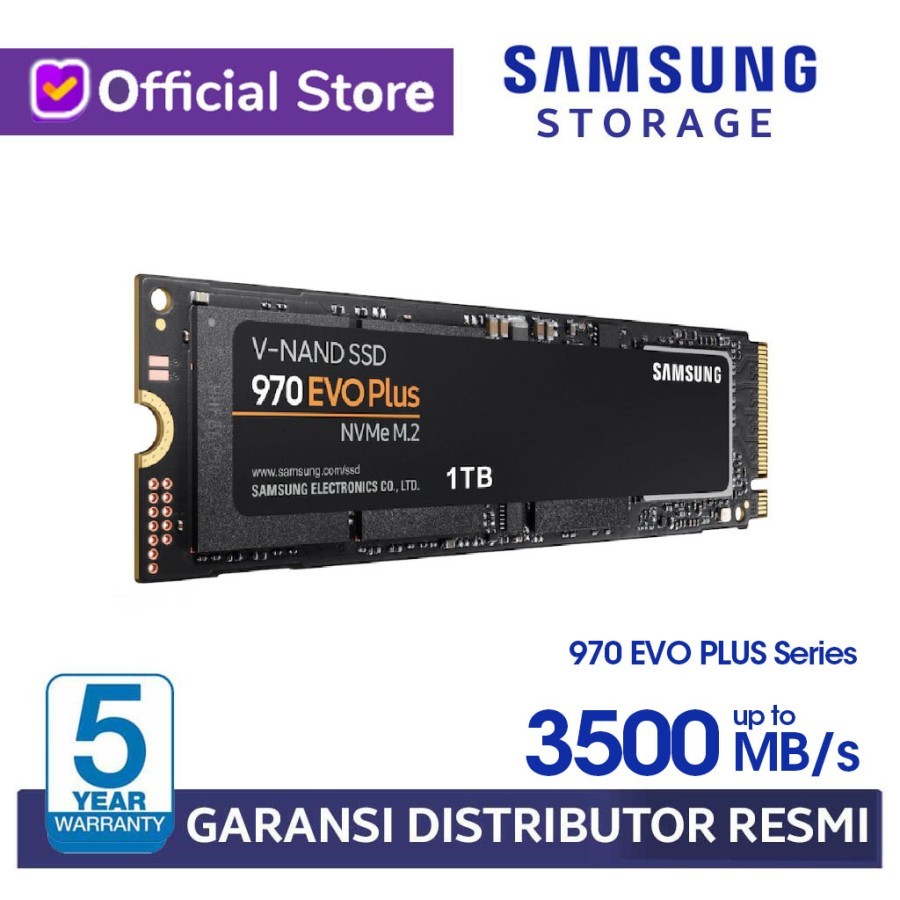 Official Store
SAMSUNG
STORAGE
V-NAND SSD
970 EVO Plus
NVMe M.2
www.samsung.com/ssd
SAMSUNG ELECTRONICS CO., LTD.
1TB
SAMSUNG
970 EVO PLUS Series
3500 up to MB/s
5
YEAR
WARRANTY
GARANSI DISTRIBUTOR RESMI